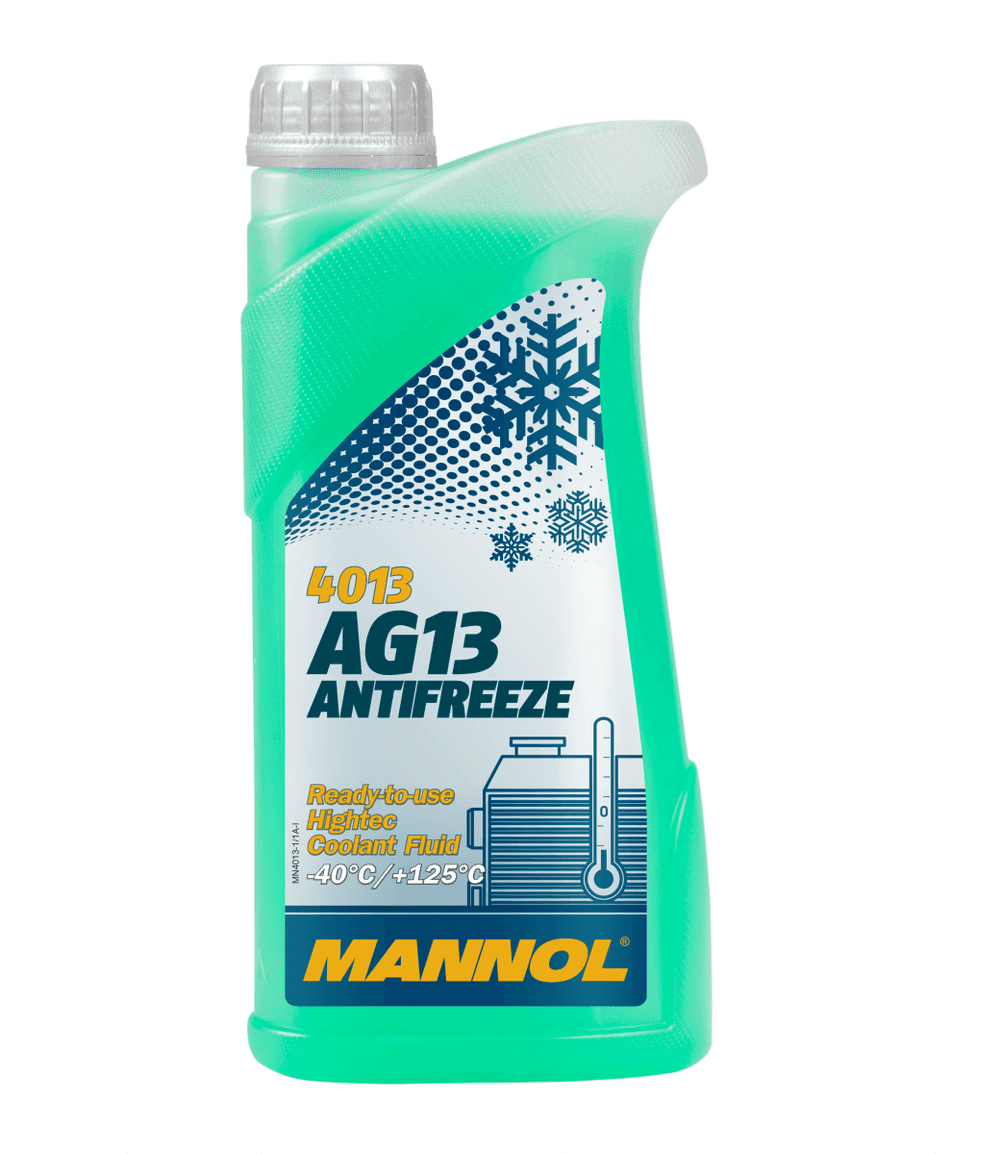 4013
AG13
ANTIFREEZE
Ready-to-use
Hightec
Coolant Fluid
-40°C/+125°C
MN4013-1/1A-I
MANNOL®